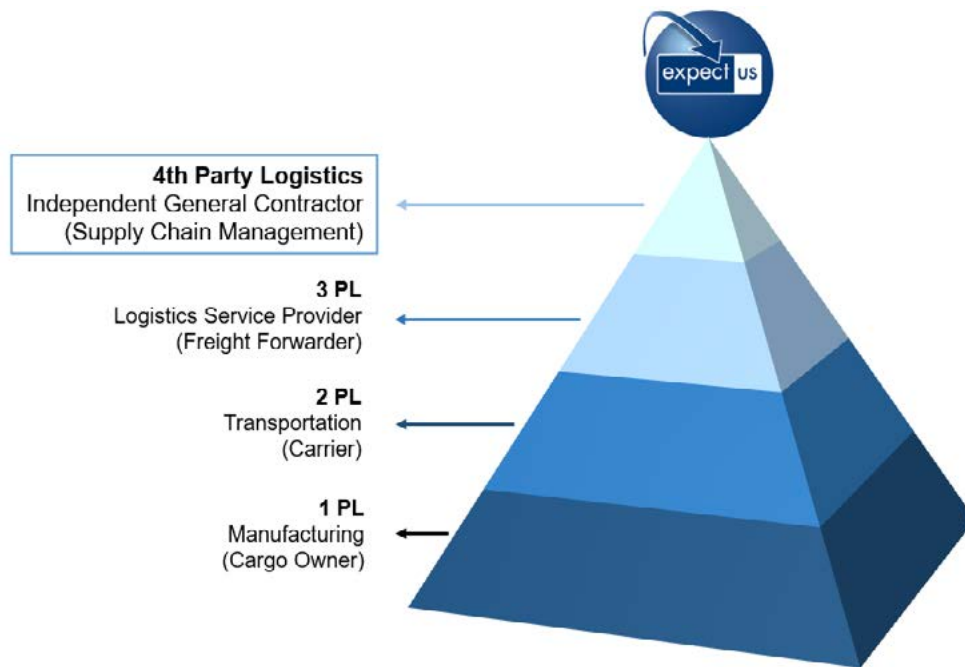 expect us
4th Party Logistics
Independent General Contractor
(Supply Chain Management)
3 PL
Logistics Service Provider
(Freight Forwarder)
2 PL
Transportation
(Carrier)
1 PL
Manufacturing
(Cargo Owner)